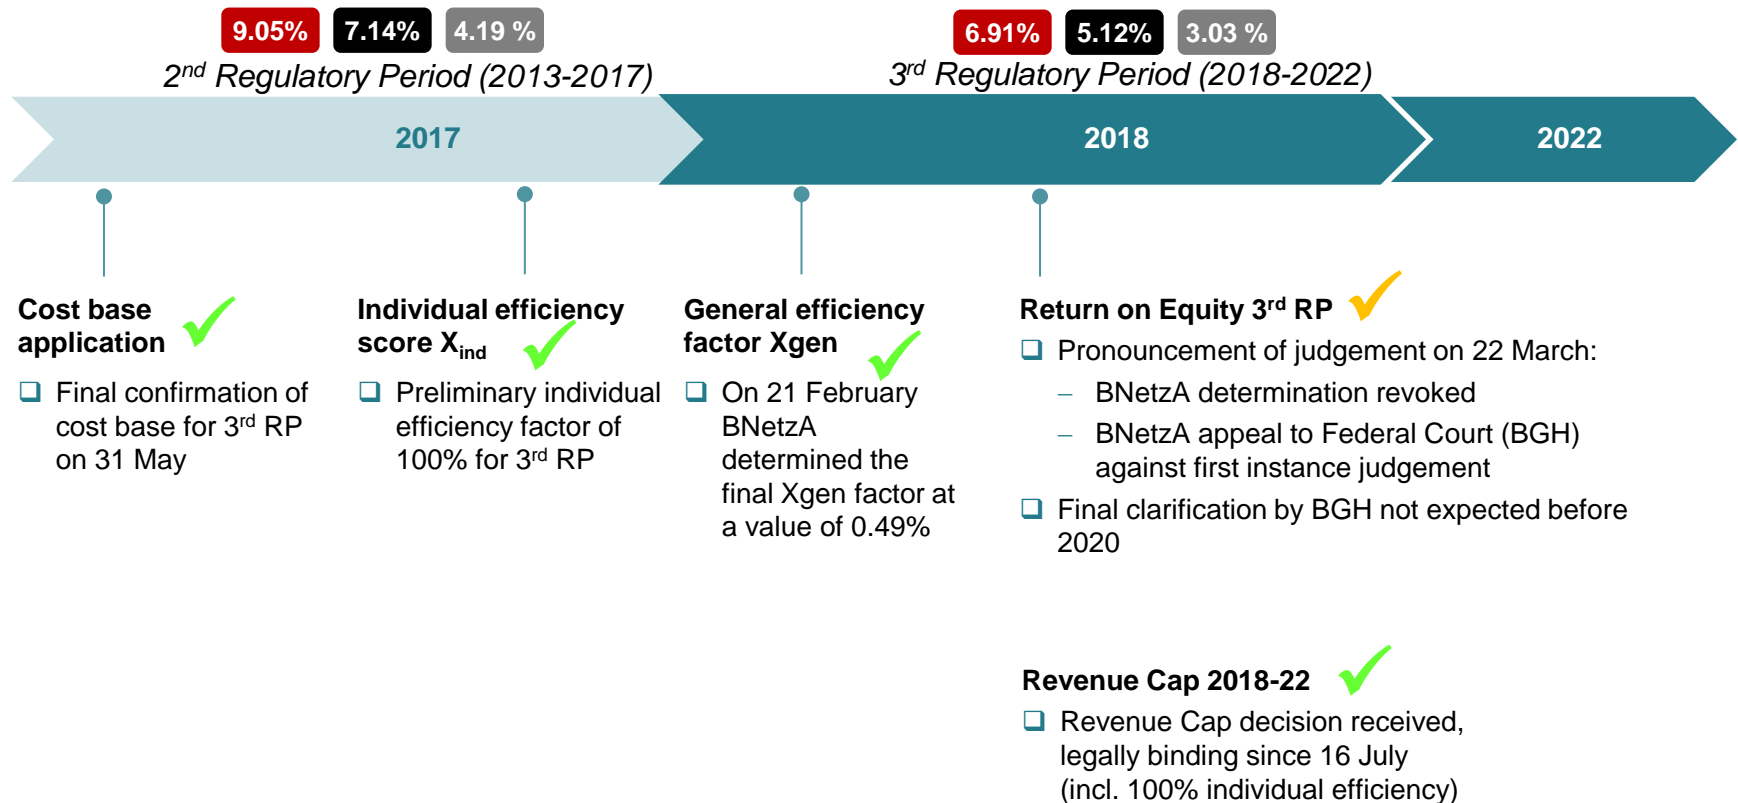 9.05% 7.14% 4.19 %
2nd Regulatory Period (2013-2017)
6.91% 5.12% 3.03 %
3rd Regulatory Period (2018-2022)
2017
2018
2022
Cost base
application
Final confirmation of
cost base for 3rd RP
on 31 May
Individual efficiency
score Xind
Preliminary individual
efficiency factor of
100% for 3rd RP
General efficiency
factor Xgen
On 21 February
BNetzA
determined the
final Xgen factor at
a value of 0.49%
Return on Equity 3rd RP
Pronouncement of judgement on 22 March:
– BNetzA determination revoked
– BNetzA appeal to Federal Court (BGH)
against first instance judgement
Final clarification by BGH not expected before
2020
Revenue Cap 2018-22
Revenue Cap decision received,
legally binding since 16 July
(incl. 100% individual efficiency)